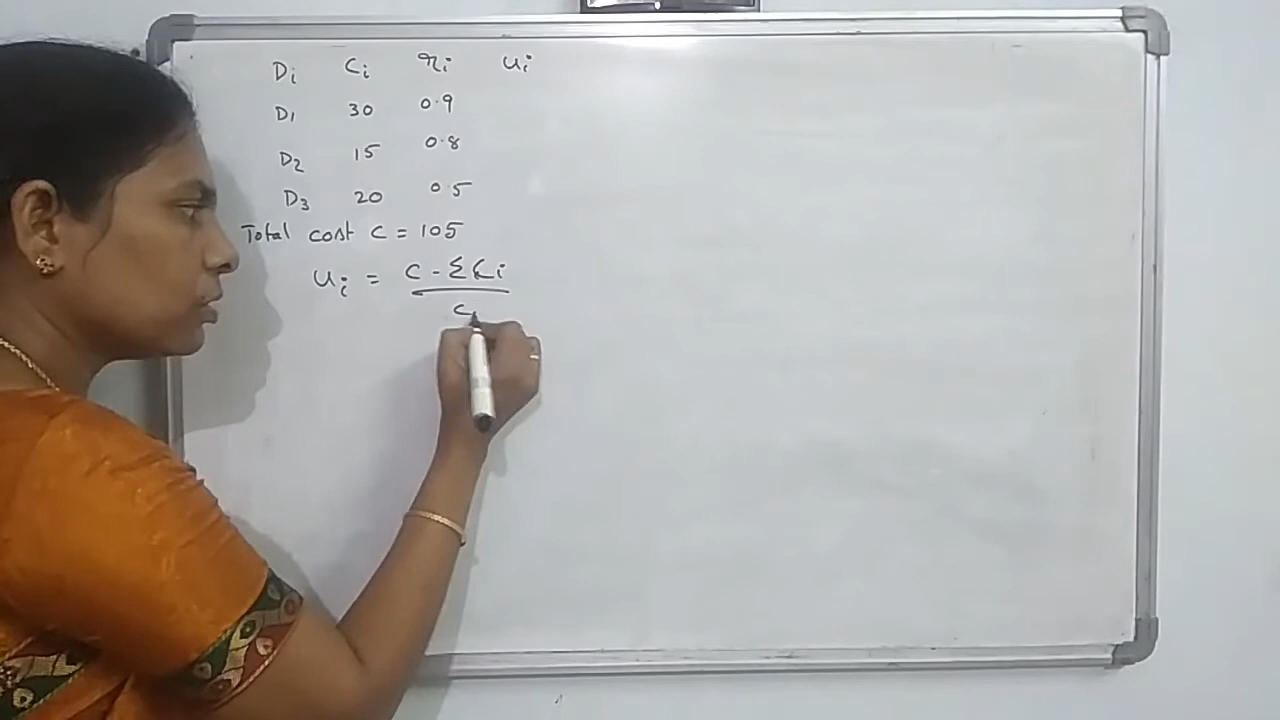 Di Ci ri ui
D1 30 0.9
D2 15 0.8
D3 20 0.5
Total cost C = 105
ui = C - ΣCi
C